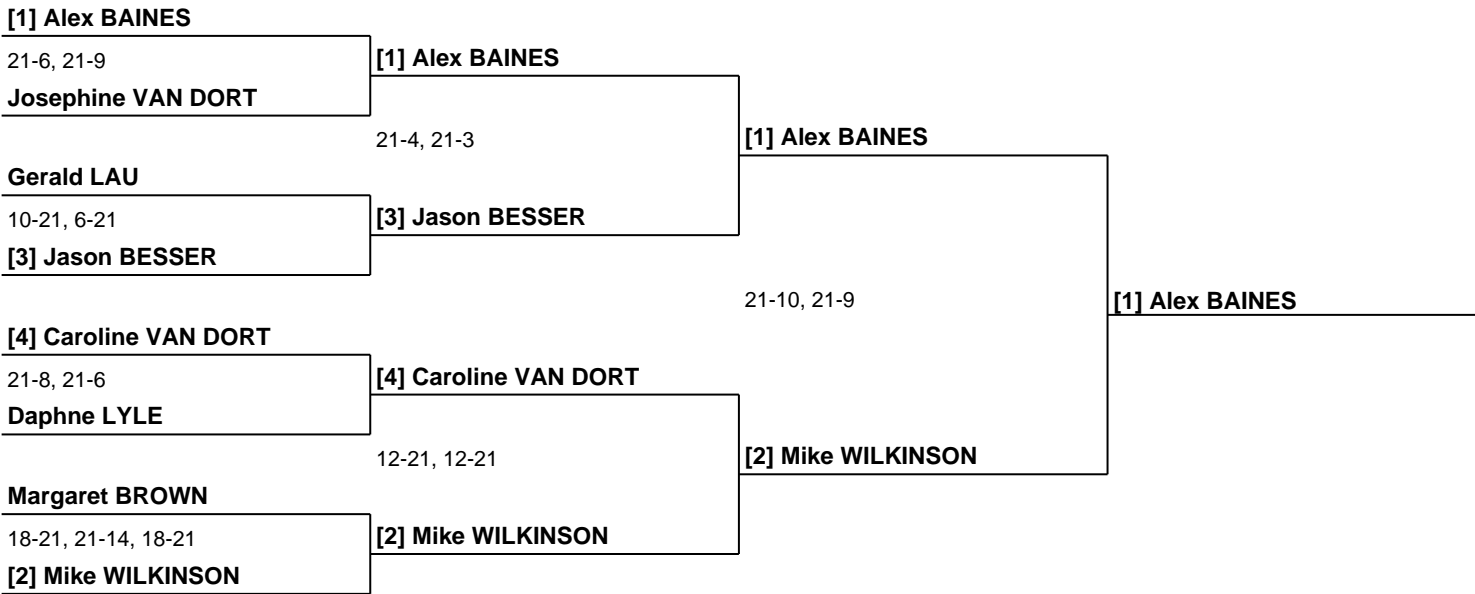 [1] Alex BAINES
21-6, 21-9
Josephine VAN DORT
Gerald LAU
10-21, 6-21
[3] Jason BESSER
[4] Caroline VAN DORT
21-8, 21-6
Daphne LYLE
Margaret BROWN
18-21, 21-14, 18-21
[2] Mike WILKINSON
[1] Alex BAINES
21-4, 21-3
[3] Jason BESSER
[4] Caroline VAN DORT
12-21, 12-21
[2] Mike WILKINSON
[1] Alex BAINES
21-10, 21-9
[2] Mike WILKINSON
[1] Alex BAINES